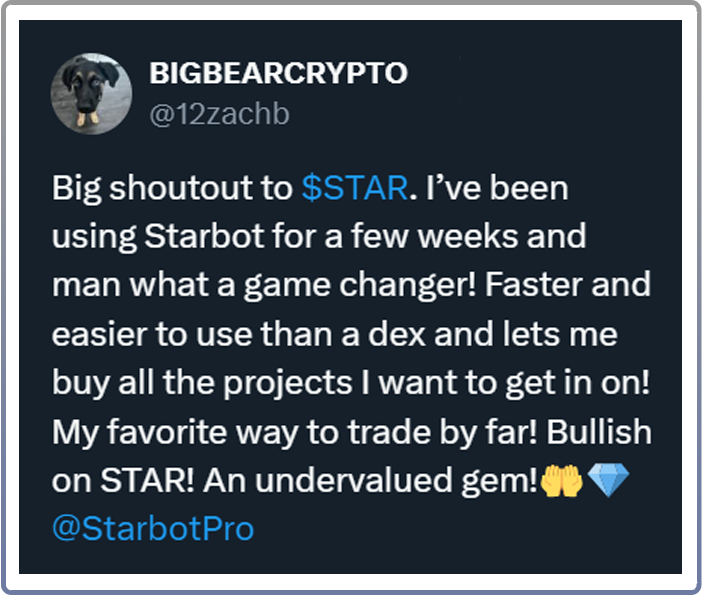 BIGBEARCRYPTO
@12zachb
Big shoutout to $STAR. I’ve been
using Starbot for a few weeks and
man what a game changer! Faster and
easier to use than a dex and lets me
buy all the projects I want to get in on!
My favorite way to trade by far! Bullish
on STAR! An undervalued gem!🤲💎
@StarbotPro